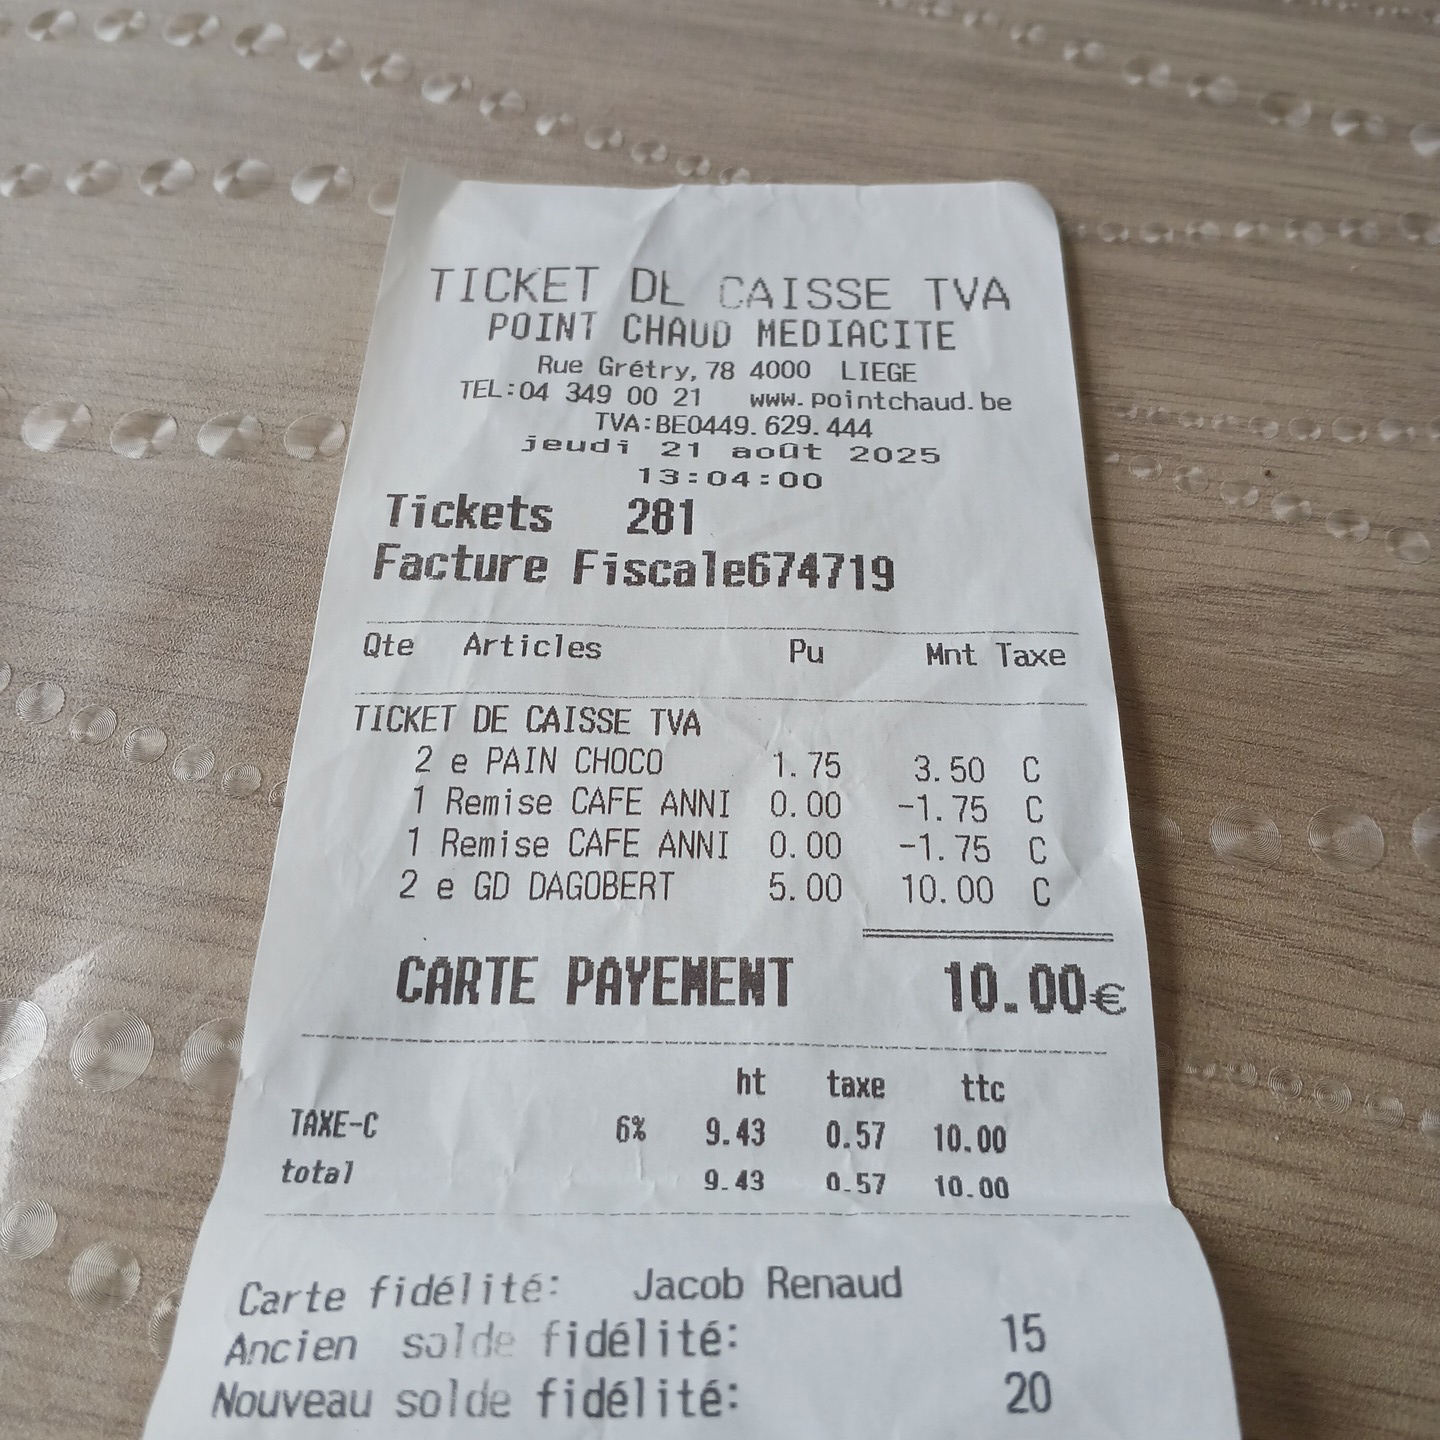 TICKET DE CAISSE TVA
POINT CHAUD MEDIACITE
Rue Grétry, 78 4000 LIEGE
TEL:04 349 00 21 www.pointchaud.be
TVA:BE0449.629.444
jeudi 21 août 2025
13:04:00
Tickets 281
Facture Fiscale674719
Qte Articles Pu Mnt Taxe
TICKET DE CAISSE TVA
2 e PAIN CHOCO 1.75 3.50 C
1 Remise CAFE ANNI 0.00 -1.75 C
1 Remise CAFE ANNI 0.00 -1.75 C
2 e GD DAGOBERT 5.00 10.00 C
CARTE PAYEMENT 10.00€
ht taxe ttc
TAXE-C 6% 9.43 0.57 10.00
total 9.43 0.57 10.00
Carte fidélité: Jacob Renaud
Ancien solde fidélité: 15
Nouveau solde fidélité: 20